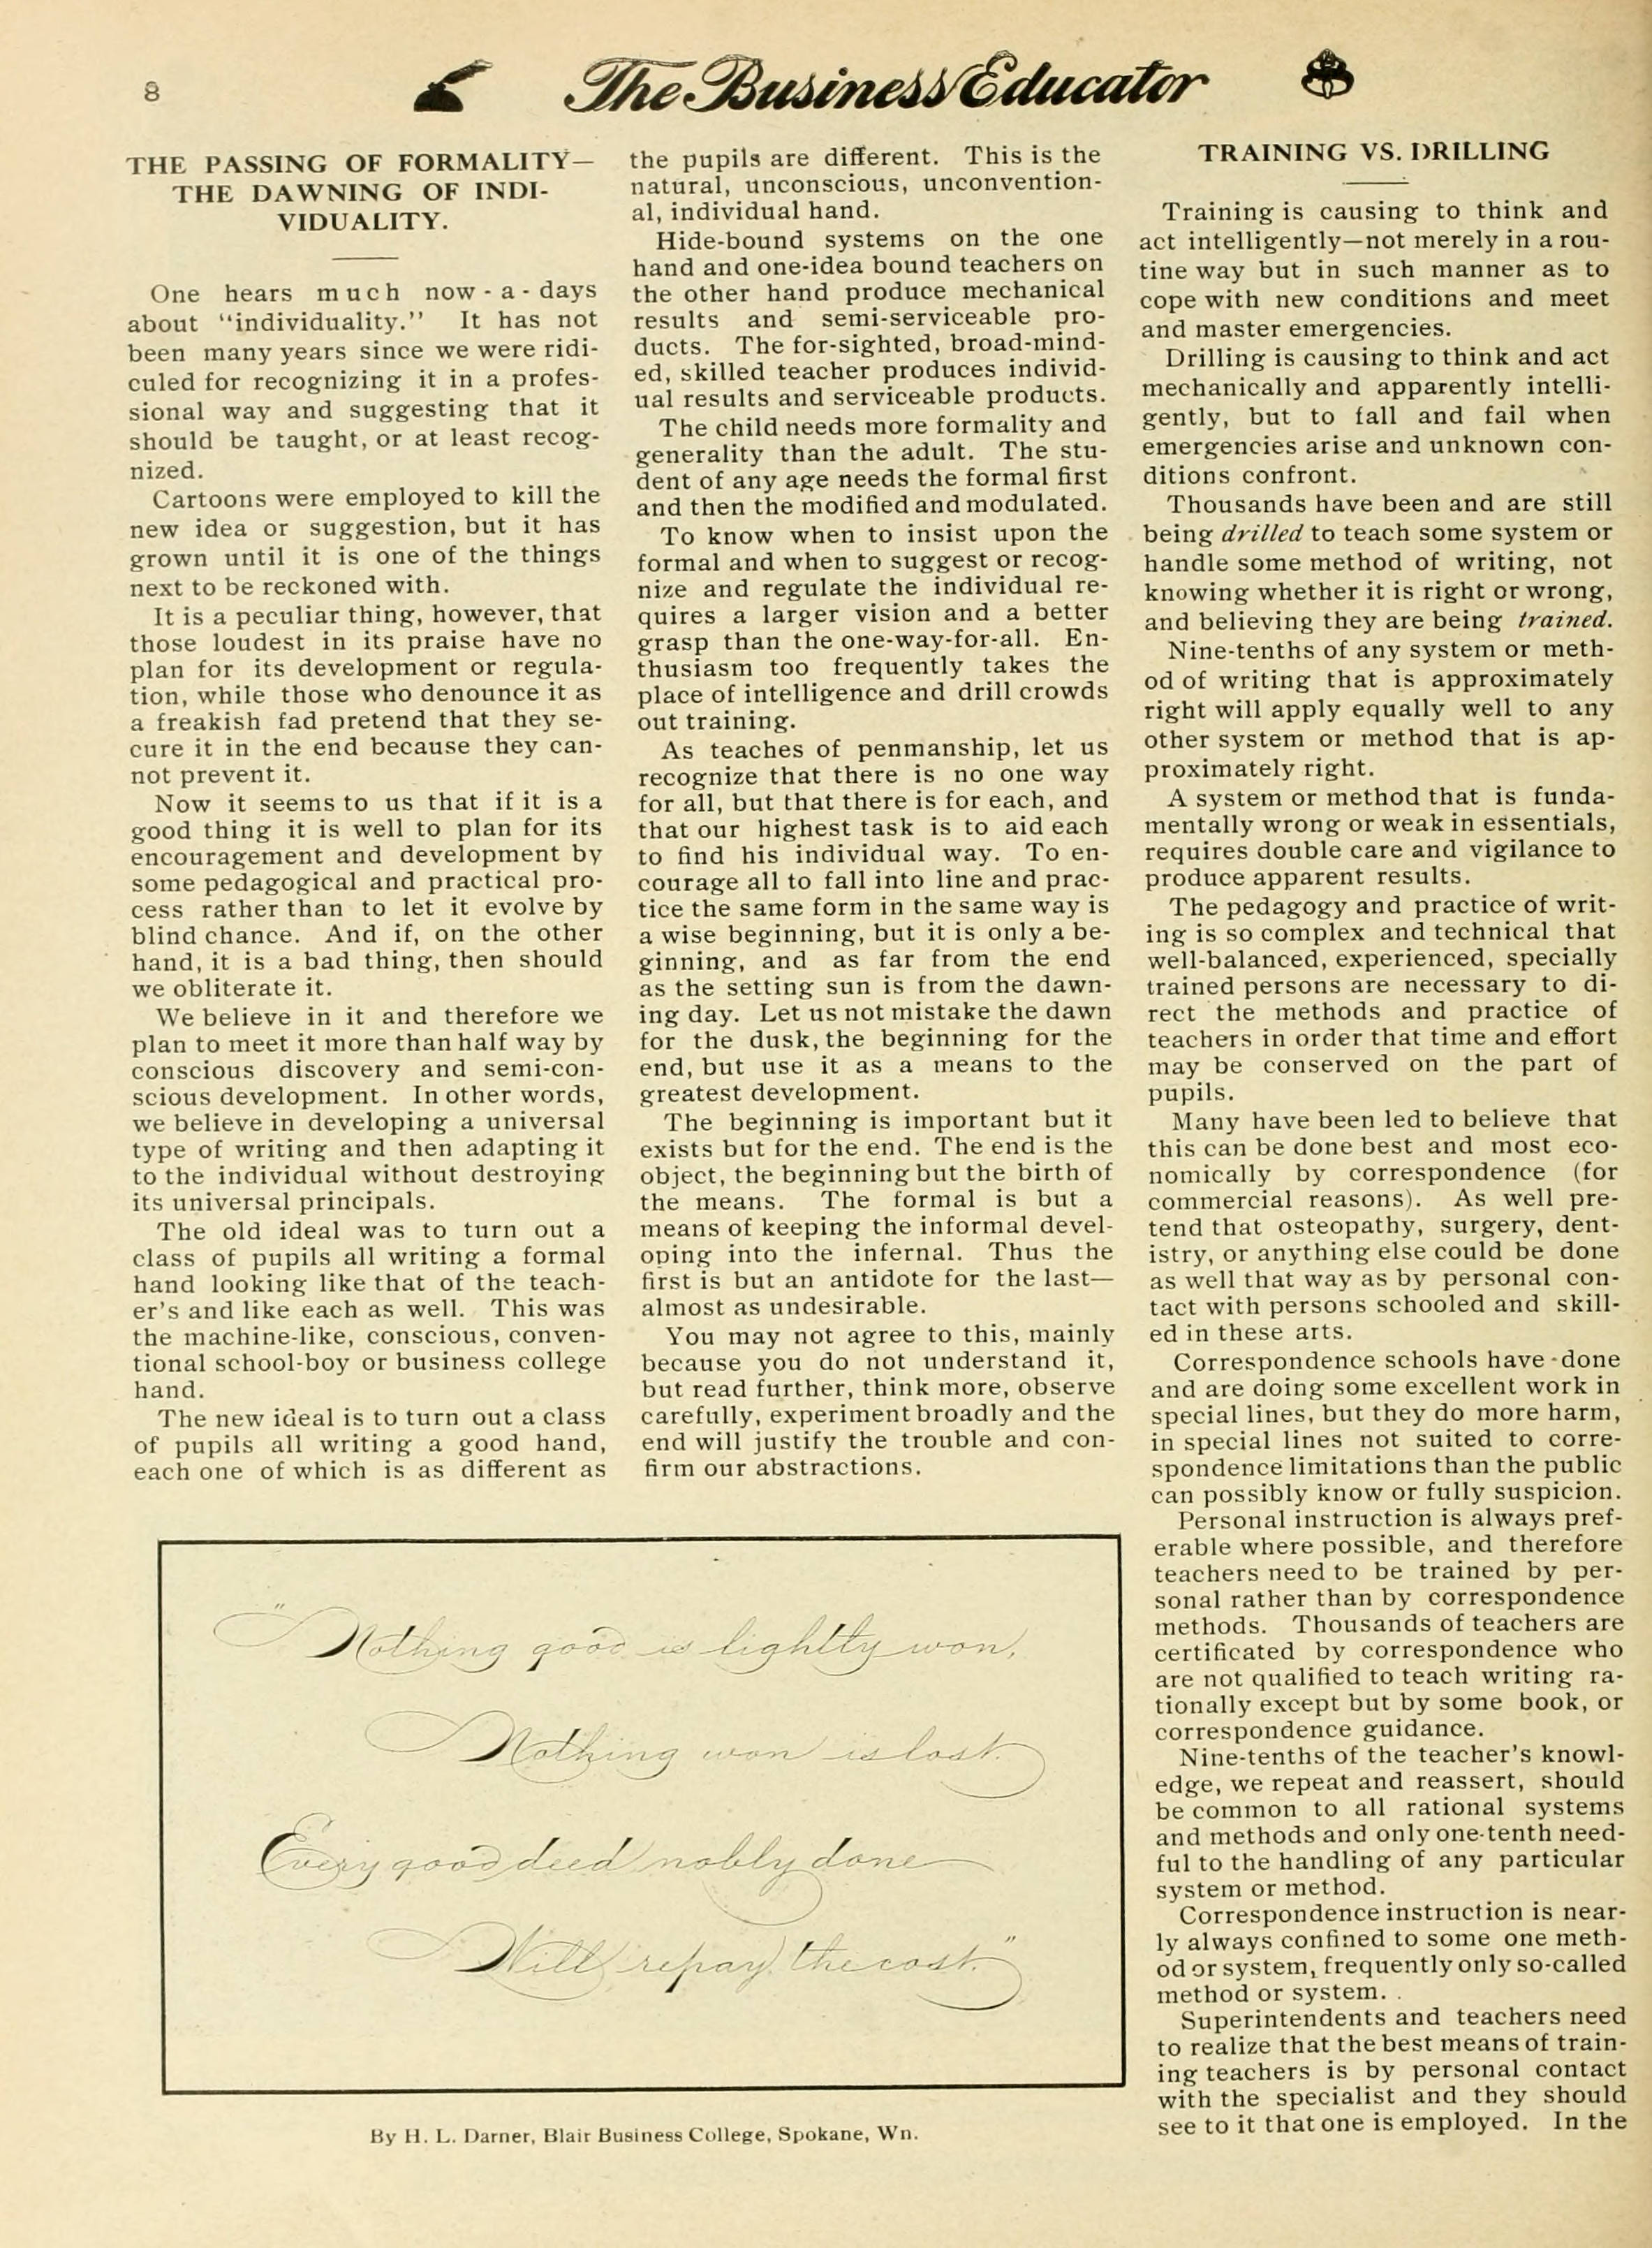 8
The Business Educator
THE PASSING OF FORMALITY—
THE DAWNING OF INDI-
VIDUALITY.
One hears much now-a-days
about "individuality." It has not
been many years since we were ridi-
culed for recognizing it in a profes-
sional way and suggesting that it
should be taught, or at least recog-
nized.
Cartoons were employed to kill the
new idea or suggestion, but it has
grown until it is one of the things
next to be reckoned with.
It is a peculiar thing, however, that
those loudest in its praise have no
plan for its development or regula-
tion, while those who denounce it as
a freakish fad pretend that they se-
cure it in the end because they can-
not prevent it.
Now it seems to us that if it is a
good thing it is well to plan for its
encouragement and development by
some pedagogical and practical pro-
cess rather than to let it evolve by
blind chance. And if, on the other
hand, it is a bad thing, then should
we obliterate it.
We believe in it and therefore we
plan to meet it more than half way by
conscious discovery and semi-con-
scious development. In other words,
we believe in developing a universal
type of writing and then adapting it
to the individual without destroying
its universal principals.
The old ideal was to turn out a
class of pupils all writing a formal
hand looking like that of the teach-
er's and like each as well. This was
the machine-like, conscious, conven-
tional school-boy or business college
hand.
The new ideal is to turn out a class
of pupils all writing a good hand,
each one of which is as different as
the pupils are different. This is the
natural, unconscious, unconvention-
al, individual hand.
Hide-bound systems on the one
hand and one-idea bound teachers on
the other hand produce mechanical
results and semi-serviceable pro-
ducts. The for-sighted, broad-mind-
ed, skilled teacher produces individ-
ual results and serviceable products.
The child needs more formality and
generality than the adult. The stu-
dent of any age needs the formal first
and then the modified and modulated.
To know when to insist upon the
formal and when to suggest or recog-
nize and regulate the individual re-
quires a larger vision and a better
grasp than the one-way-for-all. En-
thusiasm too frequently takes the
place of intelligence and drill crowds
out training.
As teaches of penmanship, let us
recognize that there is no one way
for all, but that there is for each, and
that our highest task is to aid each
to find his individual way. To en-
courage all to fall into line and prac-
tice the same form in the same way is
a wise beginning, but it is only a be-
ginning, and as far from the end
as the setting sun is from the dawn-
ing day. Let us not mistake the dawn
for the dusk, the beginning for the
end, but use it as a means to the
greatest development.
The beginning is important but it
exists but for the end. The end is the
object, the beginning but the birth of
the means. The formal is but a
means of keeping the informal devel-
oping into the infernal. Thus the
first is but an antidote for the last—
almost as undesirable.
You may not agree to this, mainly
because you do not understand it,
but read further, think more, observe
carefully, experiment broadly and the
end will justify the trouble and con-
firm our abstractions.
"Nothing good is lightly won,
Nothing won is lost.
Every good deed nobly done
Will repay the cost."
By H. L. Darner, Blair Business College, Spokane, Wn.
TRAINING VS. DRILLING
Training is causing to think and
act intelligently—not merely in a rou-
tine way but in such manner as to
cope with new conditions and meet
and master emergencies.
Drilling is causing to think and act
mechanically and apparently intelli-
gently, but to fall and fail when
emergencies arise and unknown con-
ditions confront.
Thousands have been and are still
being drilled to teach some system or
handle some method of writing, not
knowing whether it is right or wrong,
and believing they are being trained.
Nine-tenths of any system or meth-
od of writing that is approximately
right will apply equally well to any
other system or method that is ap-
proximately right.
A system or method that is funda-
mentally wrong or weak in essentials,
requires double care and vigilance to
produce apparent results.
The pedagogy and practice of writ-
ing is so complex and technical that
well-balanced, experienced, specially
trained persons are necessary to di-
rect the methods and practice of
teachers in order that time and effort
may be conserved on the part of
pupils.
Many have been led to believe that
this can be done best and most eco-
nomically by correspondence (for
commercial reasons). As well pre-
tend that osteopathy, surgery, dent-
istry, or anything else could be done
as well that way as by personal con-
tact with persons schooled and skill-
ed in these arts.
Correspondence schools have done
and are doing some excellent work in
special lines, but they do more harm,
in special lines not suited to corre-
spondence limitations than the public
can possibly know or fully suspicion.
Personal instruction is always pref-
erable where possible, and therefore
teachers need to be trained by per-
sonal rather than by correspondence
methods. Thousands of teachers are
certificated by correspondence who
are not qualified to teach writing ra-
tionally except but by some book, or
correspondence guidance.
Nine-tenths of the teacher's knowl-
edge, we repeat and reassert, should
be common to all rational systems
and methods and only one-tenth need-
ful to the handling of any particular
system or method.
Correspondence instruction is near-
ly always confined to some one meth-
od or system, frequently only so-called
method or system.
Superintendents and teachers need
to realize that the best means of train-
ing teachers is by personal contact
with the specialist and they should
see to it that one is employed. In the